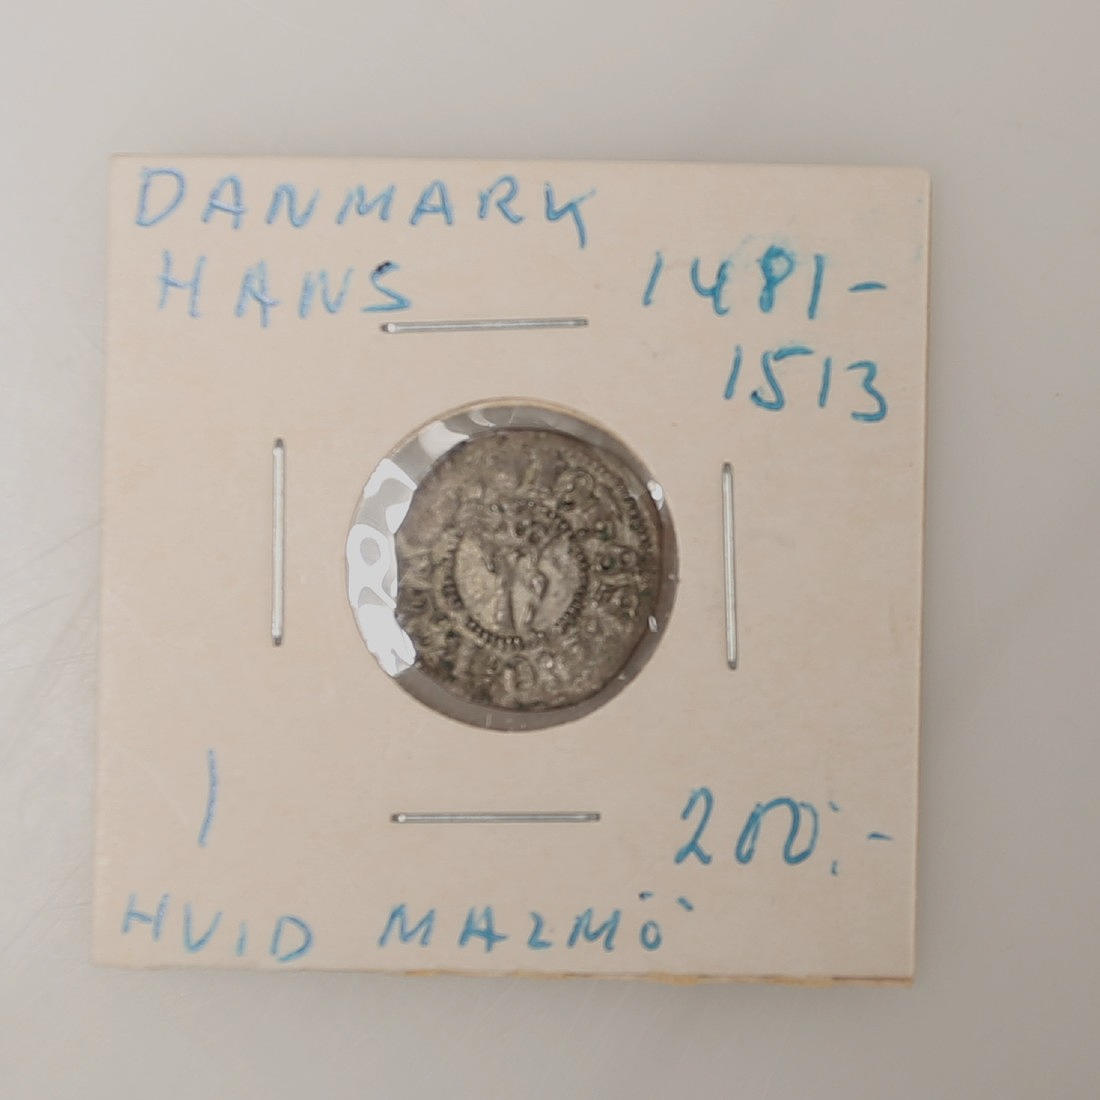 DANMARK
HANS 1481-
1513
1 200:-
HVID MALMÖ